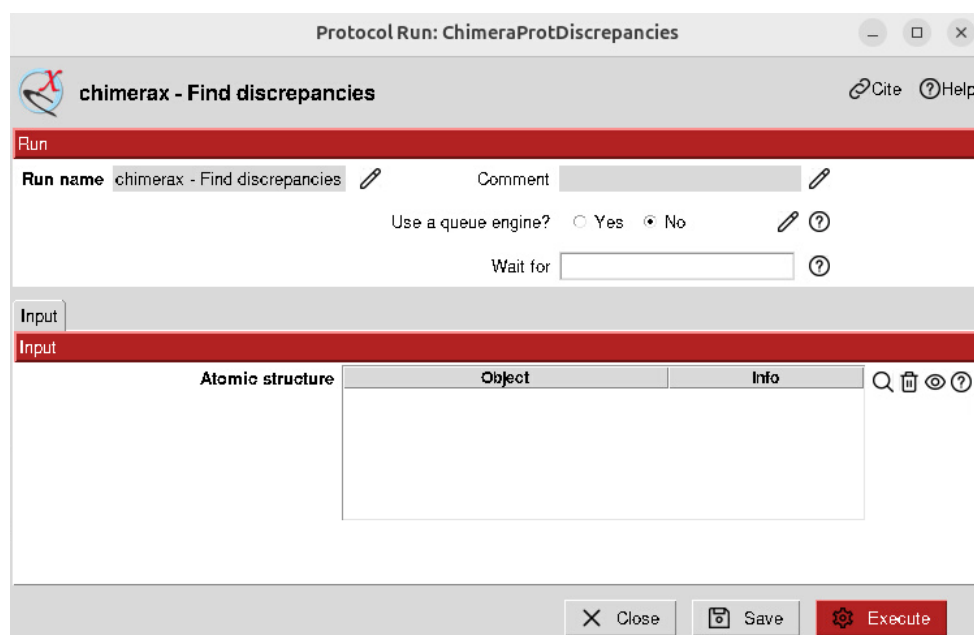 Protocol Run: ChimeraProtDiscrepancies
chimerax - Find discrepancies
Cite
Help
Run
Run name chimerax - Find discrepancies Comment
Use a queue engine? Yes No
Wait for
Input
Input
Atomic structure Object Info
Close Save Execute